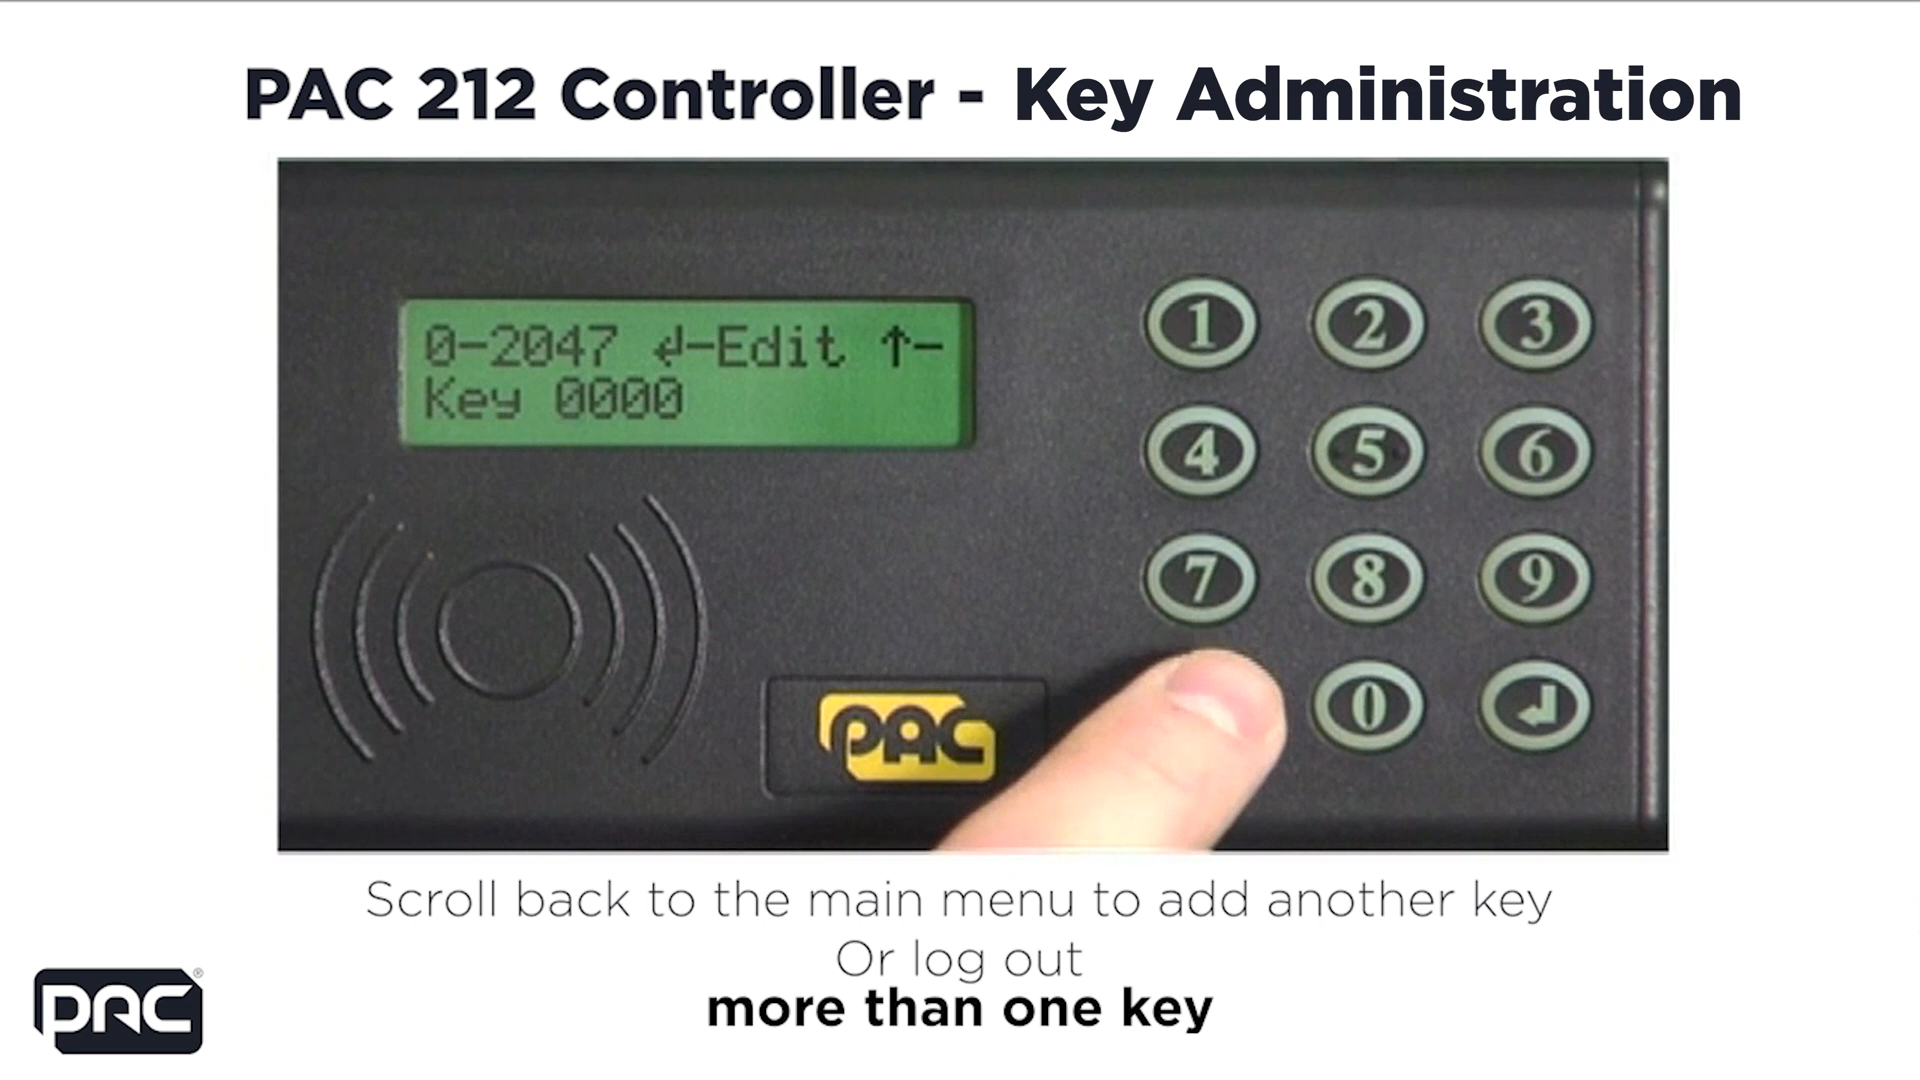 PAC 212 Controller - Key Administration
0-2047 ↲-Edit ↑-
Key 0000
1 2 3
4 5 6
7 8 9
0 ↲
PAC
Scroll back to the main menu to add another key
Or log out
more than one key
PAC®